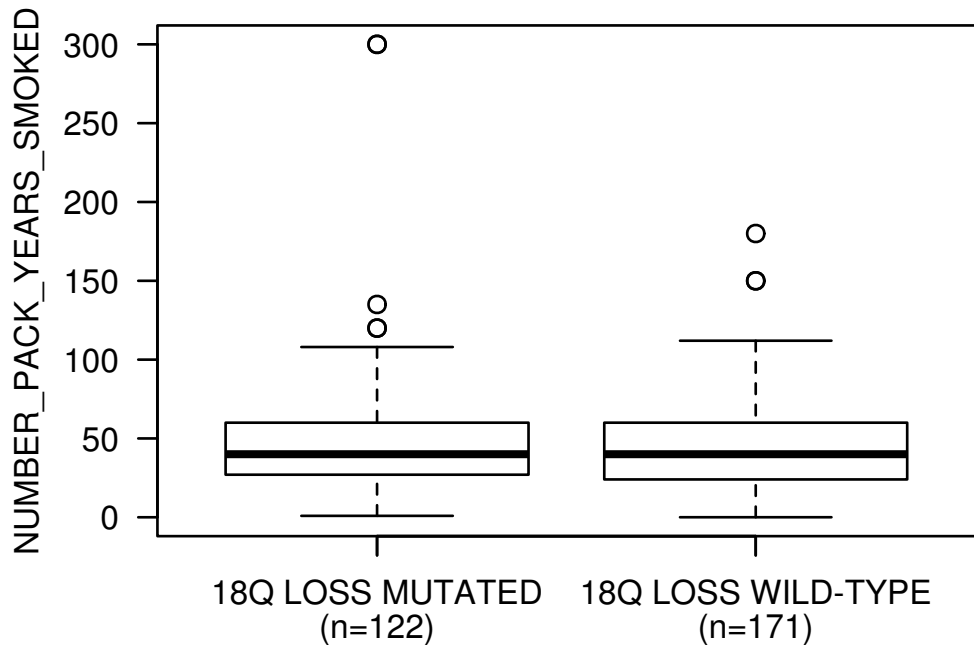 NUMBER_PACK_YEARS_SMOKED
300
250
200
150
100
50
0
18Q LOSS MUTATED
(n=122)
18Q LOSS WILD-TYPE
(n=171)